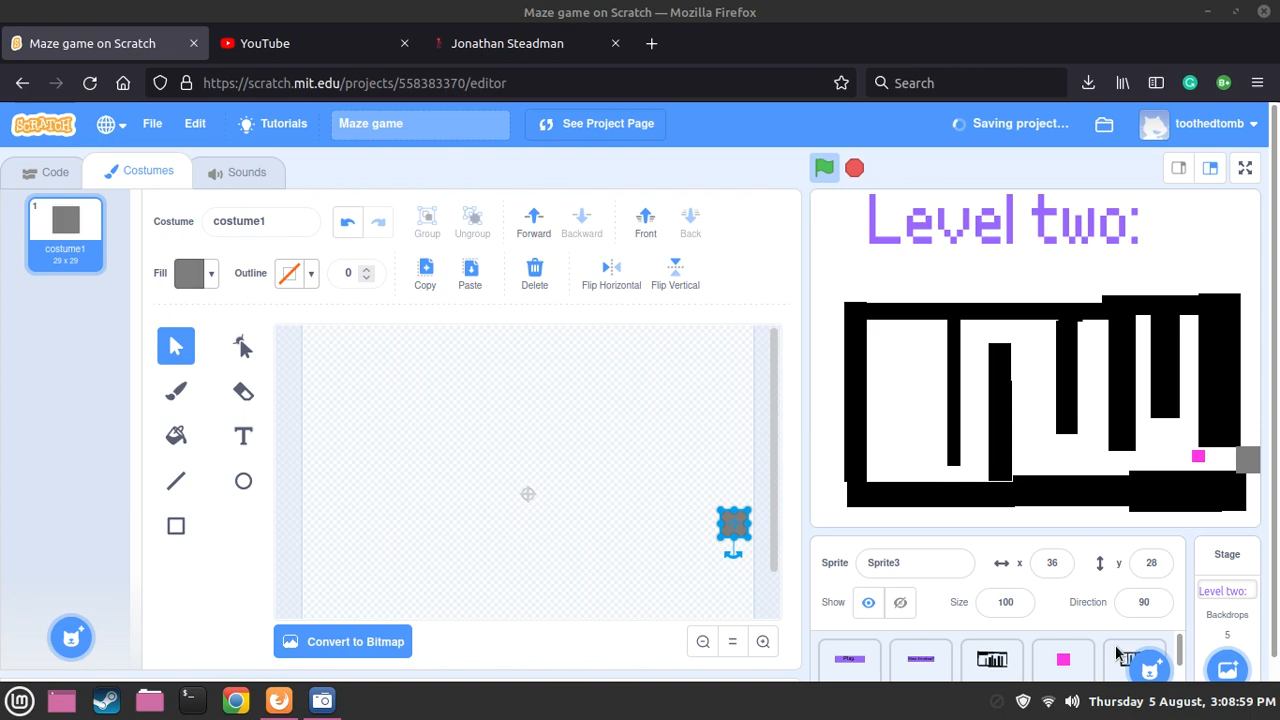 Maze game on Scratch — Mozilla Firefox
Maze game on Scratch
YouTube
Jonathan Steadman
https://scratch.mit.edu/projects/558383370/editor
Search
SCRATCH
File
Edit
Tutorials
Maze game
See Project Page
Saving project...
toothedtomb
Code
Costumes
Sounds
1
costume1
29 x 29
Costume
costume1
Group
Ungroup
Forward
Backward
Front
Back
Fill
Outline
0
Copy
Paste
Delete
Flip Horizontal
Flip Vertical
Convert to Bitmap
Level two:
Sprite
Sprite3
x
36
y
28
Show
Size
100
Direction
90
Play
Stage
Level two:
Backdrops
5
Thursday 5 August, 3:08:59 PM